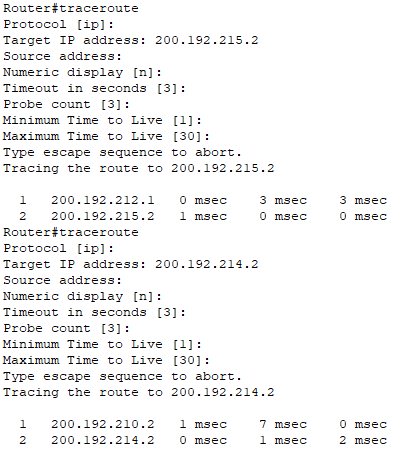 Router#traceroute
Protocol [ip]:
Target IP address: 200.192.215.2
Source address:
Numeric display [n]:
Timeout in seconds [3]:
Probe count [3]:
Minimum Time to Live [1]:
Maximum Time to Live [30]:
Type escape sequence to abort.
Tracing the route to 200.192.215.2
1 200.192.212.1 0 msec 3 msec 3 msec
2 200.192.215.2 1 msec 0 msec 0 msec
Router#traceroute
Protocol [ip]:
Target IP address: 200.192.214.2
Source address:
Numeric display [n]:
Timeout in seconds [3]:
Probe count [3]:
Minimum Time to Live [1]:
Maximum Time to Live [30]:
Type escape sequence to abort.
Tracing the route to 200.192.214.2
1 200.192.210.2 1 msec 7 msec 0 msec
2 200.192.214.2 0 msec 1 msec 2 msec